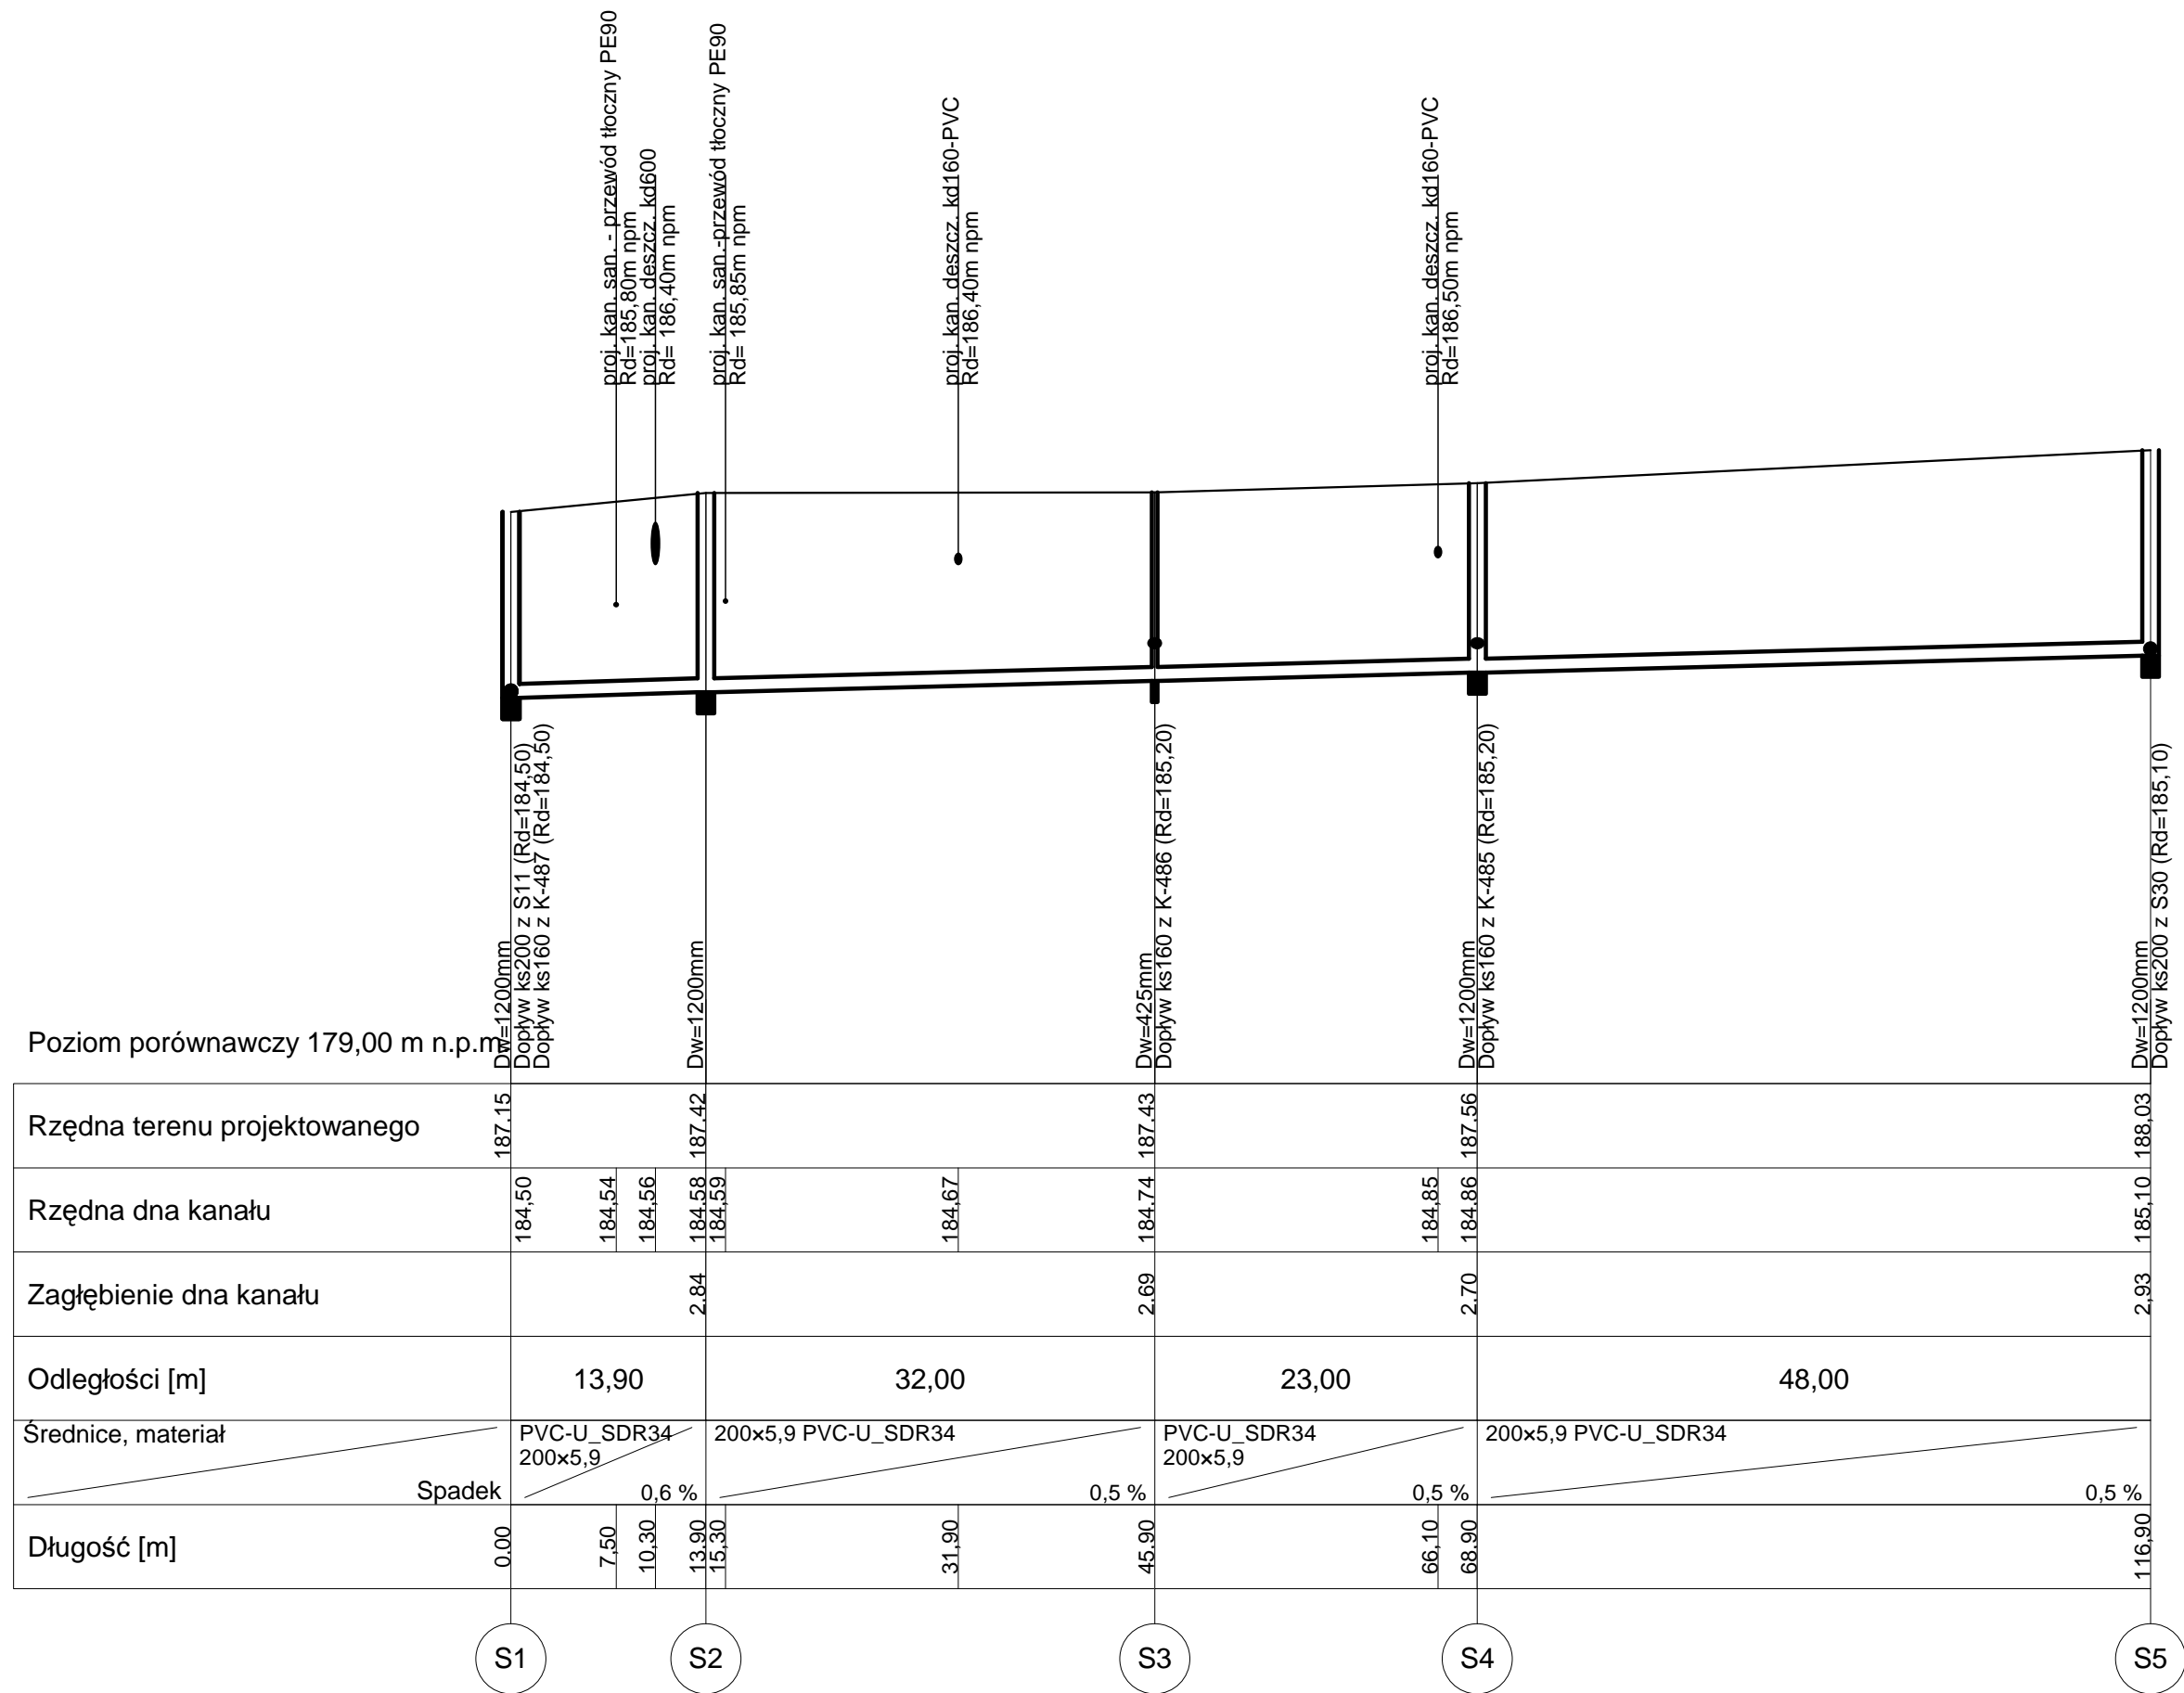 proj. kan. san. - przewód tłoczny PE90
Rd=185,80m npm
proj. kan. deszcz. kd600
Rd= 186,40m npm
proj. kan. san.-przewód tłoczny PE90
Rd= 185,85m npm
proj. kan. deszcz. kd160-PVC
Rd=186,40m npm
proj. kan. deszcz. kd160-PVC
Rd=186,50m npm
Dw=1200mm
Dopływ ks200 z S11 (Rd=184,50)
Dopływ ks160 z K-487 (Rd=184,50)
Dw=1200mm
Dw=425mm
Dopływ ks160 z K-486 (Rd=185,20)
Dw=1200mm
Dopływ ks160 z K-485 (Rd=185,20)
Dw=1200mm
Dopływ ks200 z S30 (Rd=185,10)
Poziom porównawczy 179,00 m n.p.m
Rzędna terenu projektowanego 187.15 187.42 187.43 187.56 188,03
Rzędna dna kanału 184,50 184,54 184,56 184.58 184,59 184,67 184.74 184,85 184.86 185,10
Zagłębienie dna kanału 2.84 2.69 2.70 2,93
Odległości [m] 13,90 32,00 23,00 48,00
Średnice, materiał PVC-U_SDR34 200×5,9 PVC-U_SDR34 PVC-U_SDR34 200×5,9 PVC-U_SDR34
200×5,9 200×5,9
Spadek 0,6 % 0,5 % 0,5 % 0,5 %
Długość [m] 0.00 7,50 10,30 13.90 15,30 31,90 45.90 66,10 68.90 116,90
S1 S2 S3 S4 S5